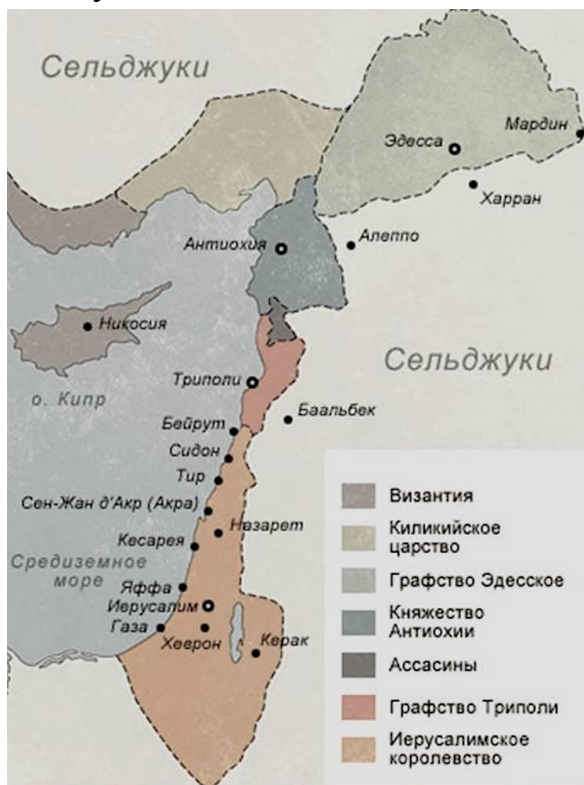 Сельджуки
Мардин
Эдесса
Харран
Антиохия
Алеппо
Никосия
Сельджуки
Триполи
о. Кипр
Баальбек
Бейрут
Сидон
Тир
Сен-Жан д'Акр (Акра)
Назарет
Кесарея
Средиземное
море
Яффа
Иерусалим
Газа
Хеврон
Керак
Византия
Киликийское
царство
Графство Эдесское
Княжество
Антиохии
Ассасины
Графство Триполи
Иерусалимское
королевство